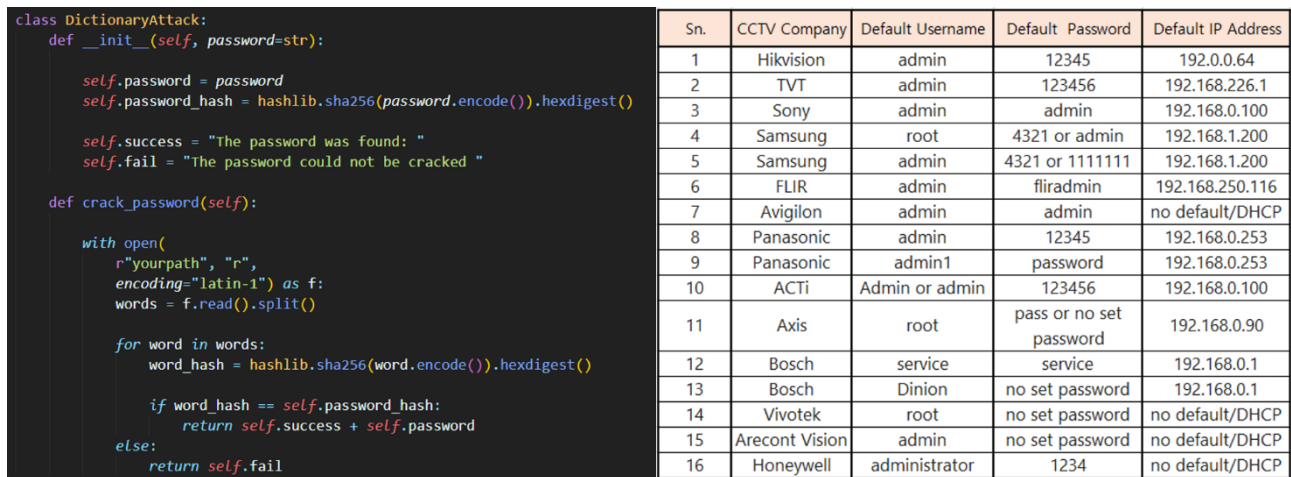 class DictionaryAttack:
    def __init__(self, password=str):
        self.password = password
        self.password_hash = hashlib.sha256(password.encode()).hexdigest()
        self.success = "The password was found: "
        self.fail = "The password could not be cracked "
    def crack_password(self):
        with open(
            r"yourpath", "r",
            encoding="latin-1") as f:
            words = f.read().split()
            for word in words:
                word_hash = hashlib.sha256(word.encode()).hexdigest()
                if word_hash == self.password_hash:
                    return self.success + self.password
            else:
                return self.fail
Sn. CCTV Company Default Username Default Password Default IP Address
1 Hikvision admin 12345 192.0.0.64
2 TVT admin 123456 192.168.226.1
3 Sony admin admin 192.168.0.100
4 Samsung root 4321 or admin 192.168.1.200
5 Samsung admin 4321 or 1111111 192.168.1.200
6 FLIR admin fliradmin 192.168.250.116
7 Avigilon admin admin no default/DHCP
8 Panasonic admin 12345 192.168.0.253
9 Panasonic admin1 password 192.168.0.253
10 ACTi Admin or admin 123456 192.168.0.100
11 Axis root pass or no set password 192.168.0.90
12 Bosch service service 192.168.0.1
13 Bosch Dinion no set password 192.168.0.1
14 Vivotek root no set password no default/DHCP
15 Arecont Vision admin no set password no default/DHCP
16 Honeywell administrator 1234 no default/DHCP